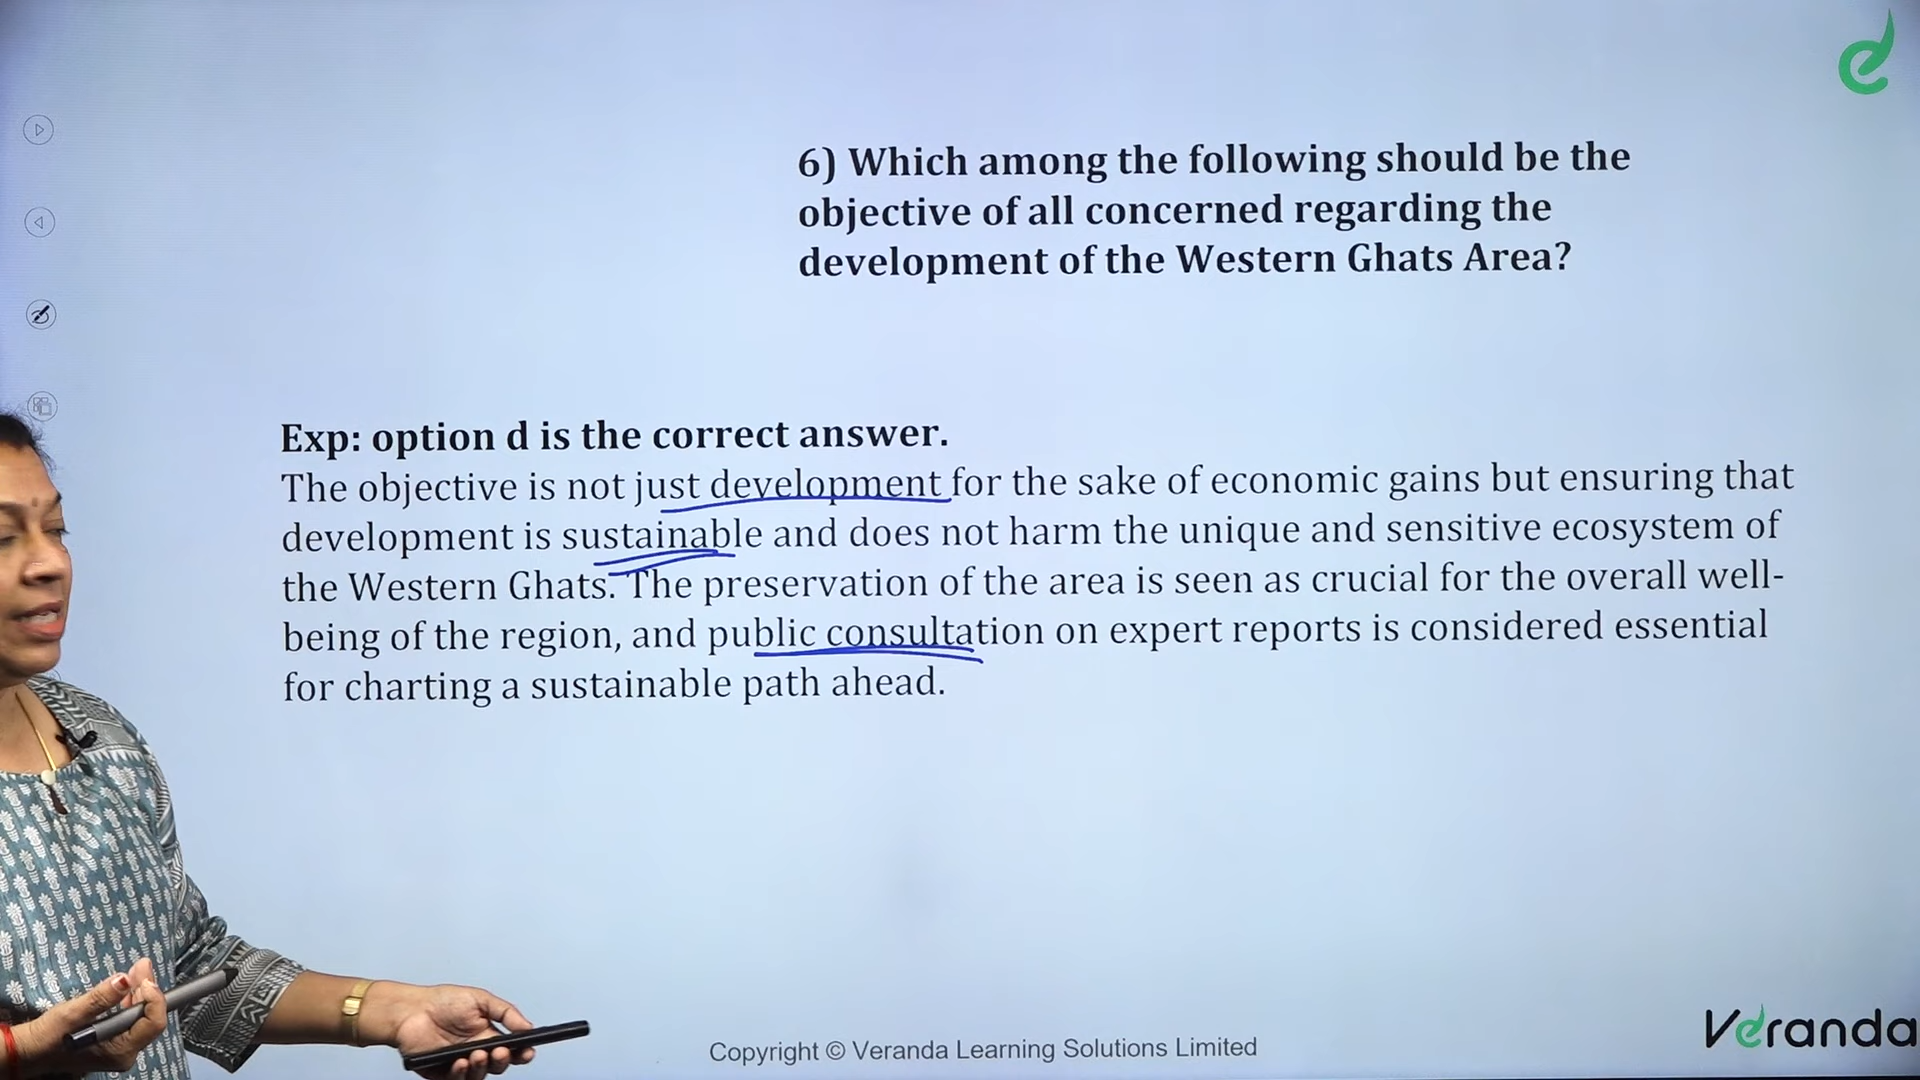 6) Which among the following should be the
objective of all concerned regarding the
development of the Western Ghats Area?
Exp: option d is the correct answer.
The objective is not just development for the sake of economic gains but ensuring that
development is sustainable and does not harm the unique and sensitive ecosystem of
the Western Ghats. The preservation of the area is seen as crucial for the overall well-
being of the region, and public consultation on expert reports is considered essential
for charting a sustainable path ahead.
Veranda
Copyright © Veranda Learning Solutions Limited